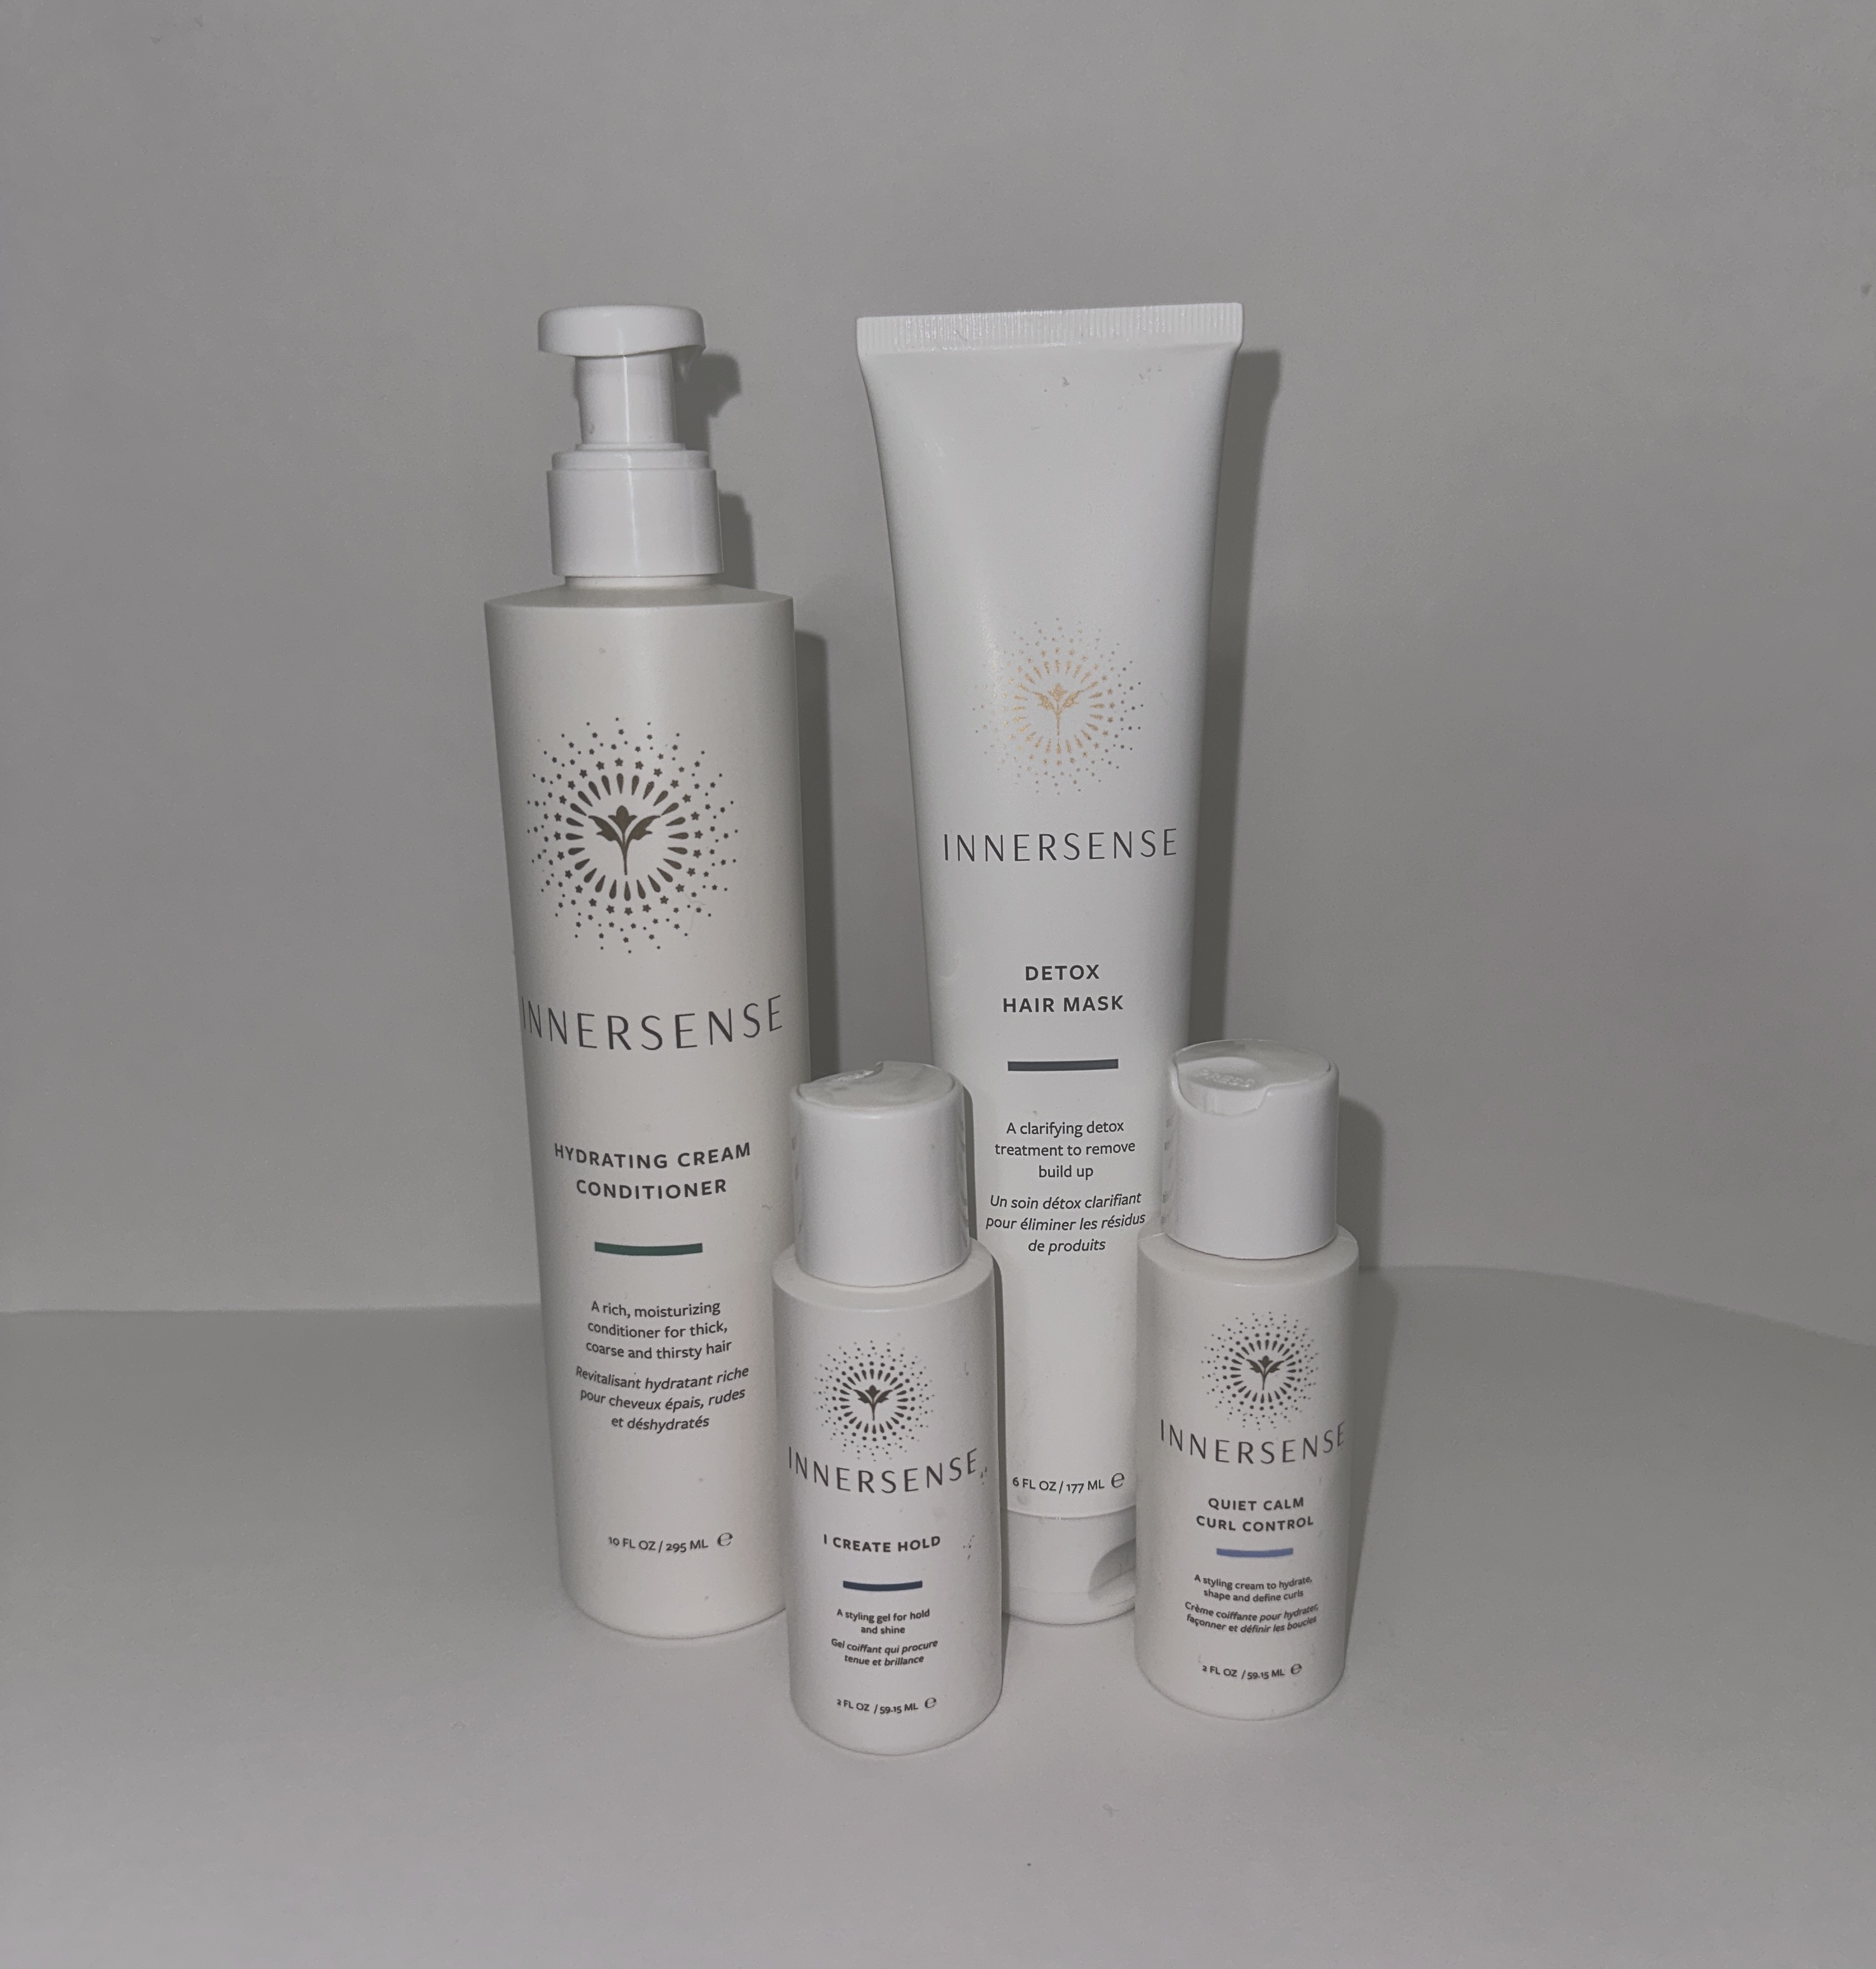 INNERSENSE
HYDRATING CREAM
CONDITIONER
A rich, moisturizing
conditioner for thick,
coarse and thirsty hair
Revitalisant hydratant riche
pour cheveux épais, rudes
et déshydratés
10 FL OZ / 295 ML ℮
INNERSENSE
DETOX
HAIR MASK
A clarifying detox
treatment to remove
build up
Un soin détox clarifiant
pour éliminer les résidus
de produits
6 FL OZ / 177 ML ℮
INNERSENSE
I CREATE HOLD
A styling gel for hold
and shine
Gel coiffant qui procure
tenue et brillance
2 FL OZ / 59.15 ML ℮
PRESS
INNERSENSE
QUIET CALM
CURL CONTROL
A styling cream to hydrate,
shape and define curls
Crème coiffante pour hydrater,
façonner et définir les boucles
2 FL OZ / 59.15 ML ℮